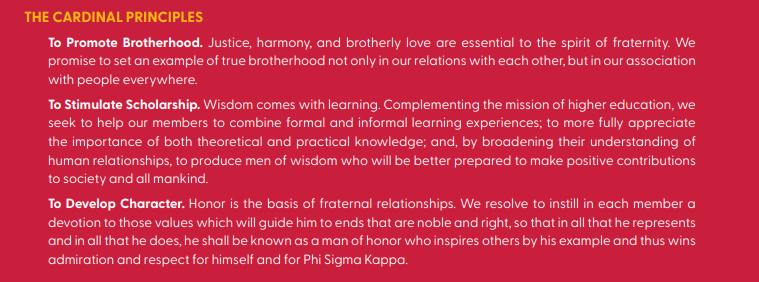 THE CARDINAL PRINCIPLES
To Promote Brotherhood. Justice, harmony, and brotherly love are essential to the spirit of fraternity. We
promise to set an example of true brotherhood not only in our relations with each other, but in our association
with people everywhere.
To Stimulate Scholarship. Wisdom comes with learning. Complementing the mission of higher education, we
seek to help our members to combine formal and informal learning experiences; to more fully appreciate
the importance of both theoretical and practical knowledge; and, by broadening their understanding of
human relationships, to produce men of wisdom who will be better prepared to make positive contributions
to society and all mankind.
To Develop Character. Honor is the basis of fraternal relationships. We resolve to instill in each member a
devotion to those values which will guide him to ends that are noble and right, so that in all that he represents
and in all that he does, he shall be known as a man of honor who inspires others by his example and thus wins
admiration and respect for himself and for Phi Sigma Kappa.